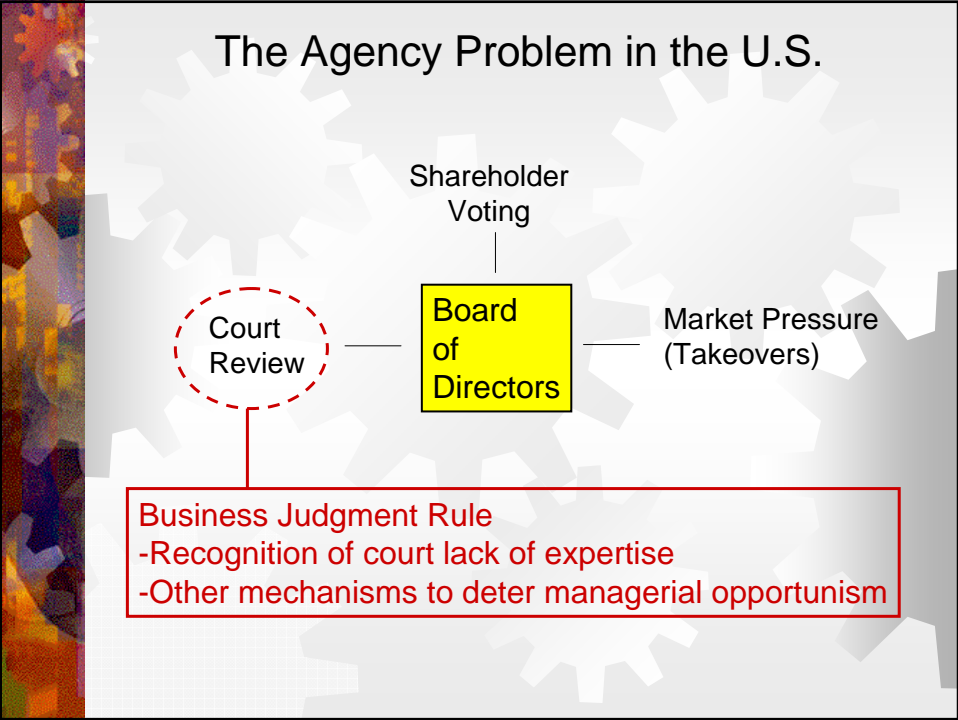 The Agency Problem in the U.S.
Shareholder
Voting
Court
Review
Board
of
Directors
Market Pressure
(Takeovers)
Business Judgment Rule
-Recognition of court lack of expertise
-Other mechanisms to deter managerial opportunism